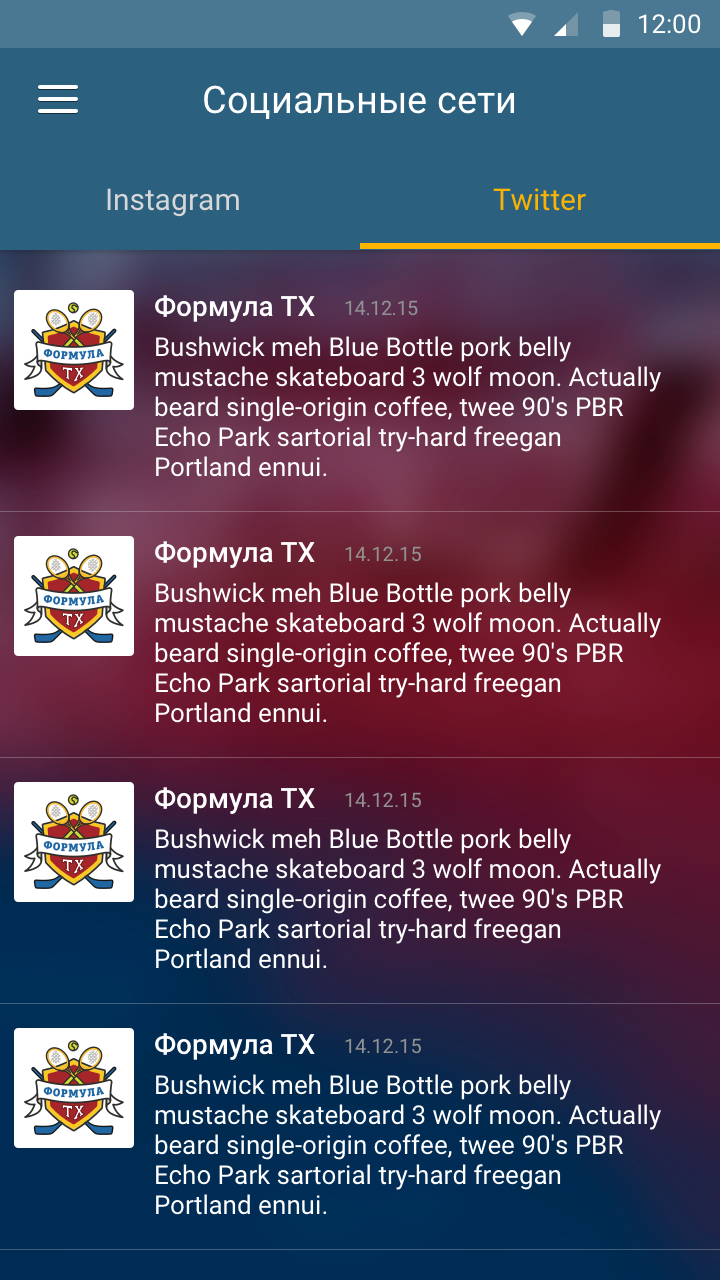 12:00
Социальные сети
Instagram
Twitter
Формула ТХ 14.12.15
ФОРМУЛА
ТХ
Bushwick meh Blue Bottle pork belly
mustache skateboard 3 wolf moon. Actually
beard single-origin coffee, twee 90's PBR
Echo Park sartorial try-hard freegan
Portland ennui.
Формула ТХ 14.12.15
ФОРМУЛА
ТХ
Bushwick meh Blue Bottle pork belly
mustache skateboard 3 wolf moon. Actually
beard single-origin coffee, twee 90's PBR
Echo Park sartorial try-hard freegan
Portland ennui.
Формула ТХ 14.12.15
ФОРМУЛА
ТХ
Bushwick meh Blue Bottle pork belly
mustache skateboard 3 wolf moon. Actually
beard single-origin coffee, twee 90's PBR
Echo Park sartorial try-hard freegan
Portland ennui.
Формула ТХ 14.12.15
ФОРМУЛА
ТХ
Bushwick meh Blue Bottle pork belly
mustache skateboard 3 wolf moon. Actually
beard single-origin coffee, twee 90's PBR
Echo Park sartorial try-hard freegan
Portland ennui.